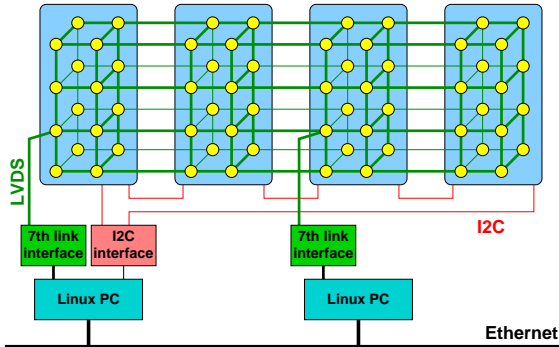 LVDS
I2C
7th link
interface
I2C
interface
7th link
interface
Linux PC
Linux PC
Ethernet